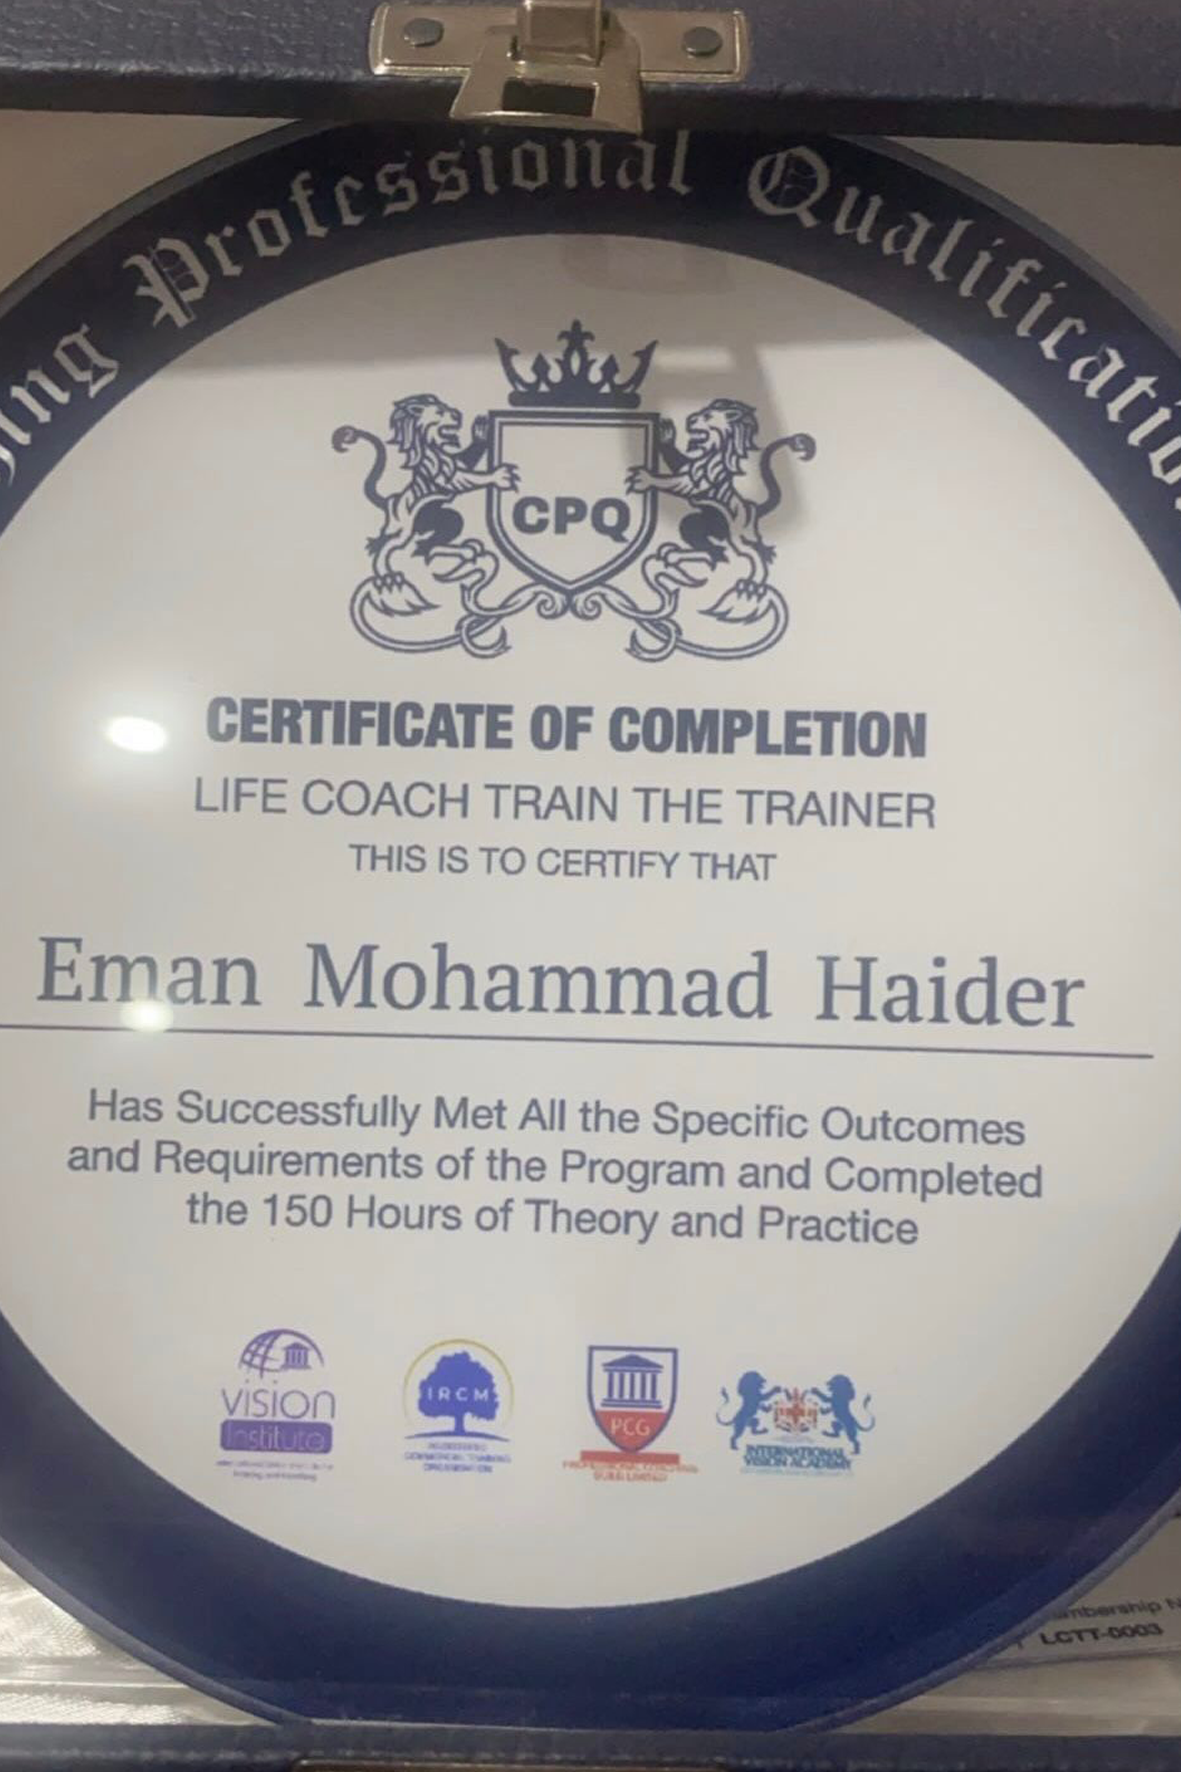 Professional Qualification
CPQ
CERTIFICATE OF COMPLETION
LIFE COACH TRAIN THE TRAINER
THIS IS TO CERTIFY THAT
Eman Mohammad Haider
Has Successfully Met All the Specific Outcomes
and Requirements of the Program and Completed
the 150 Hours of Theory and Practice
vision
Institute
IRCM
PCG
INTERNATIONAL
VISION ACADEMY
LCTT-0003